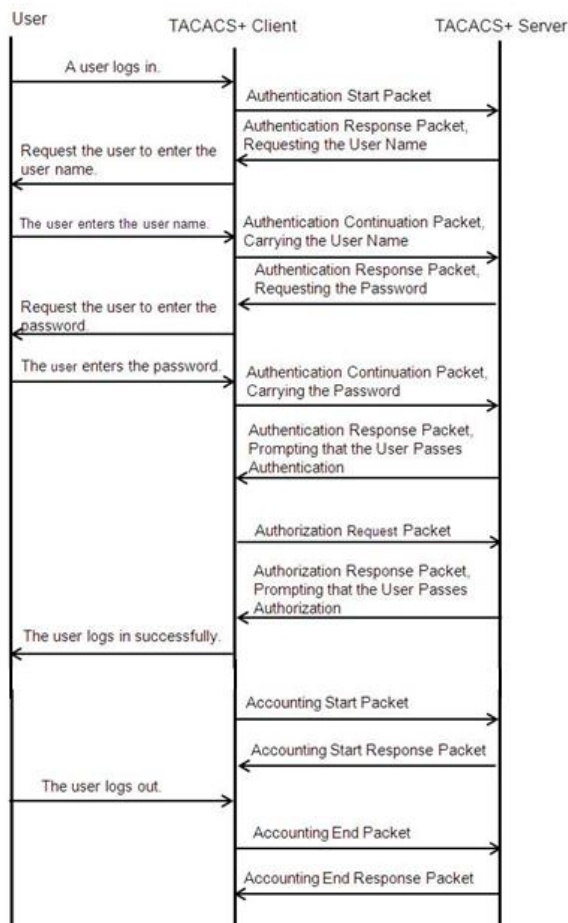 User
TACACS+ Client
TACACS+ Server
A user logs in.
Authentication Start Packet
Authentication Response Packet,
Requesting the User Name
Request the user to enter the
user name.
The user enters the user name.
Authentication Continuation Packet,
Carrying the User Name
Authentication Response Packet,
Requesting the Password
Request the user to enter the
password.
The user enters the password.
Authentication Continuation Packet,
Carrying the Password
Authentication Response Packet,
Prompting that the User Passes
Authentication
Authorization Request Packet
Authorization Response Packet,
Prompting that the User Passes
Authorization
The user logs in successfully.
Accounting Start Packet
Accounting Start Response Packet
The user logs out.
Accounting End Packet
Accounting End Response Packet